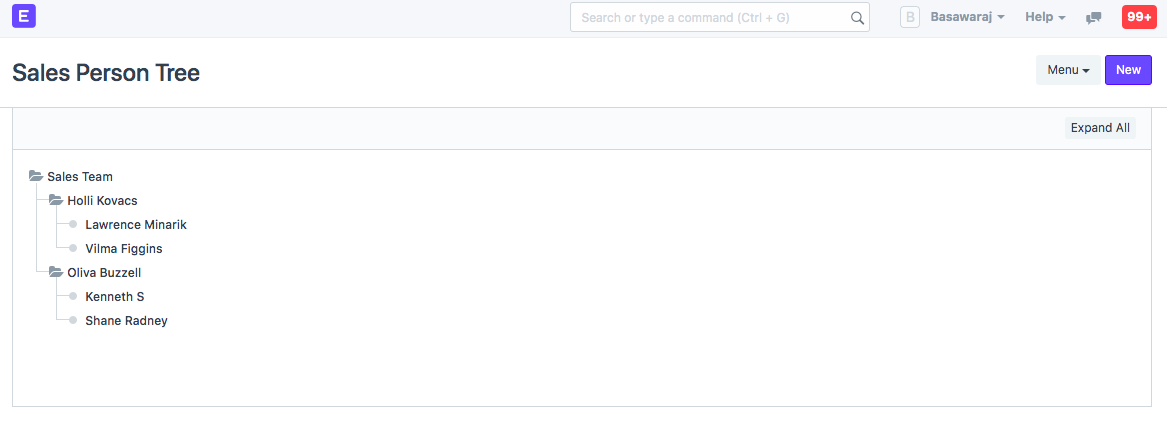 E Search or type a command (Ctrl + G) B Basawaraj Help 99+
Sales Person Tree Menu New
Expand All
Sales Team
Holli Kovacs
Lawrence Minarik
Vilma Figgins
Oliva Buzzell
Kenneth S
Shane Radney